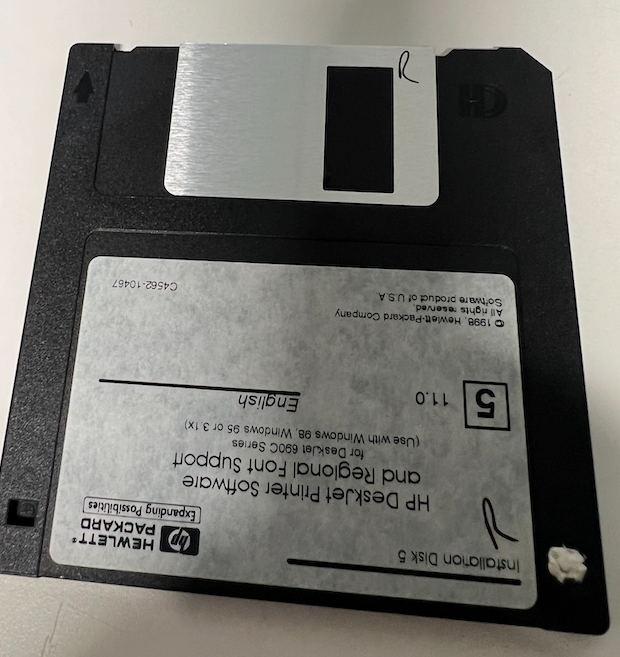 Installation Disk 5
hp HEWLETT®
PACKARD
Expanding Possibilities
HP DeskJet Printer Software
and Regional Font Support
for DeskJet 690C Series
(Use with Windows 98, Windows 95 or 3.1x)
English
5 11.0
© 1998, Hewlett-Packard Company
All rights reserved.
Software product of U.S.A.
C4562-10467
HD
R